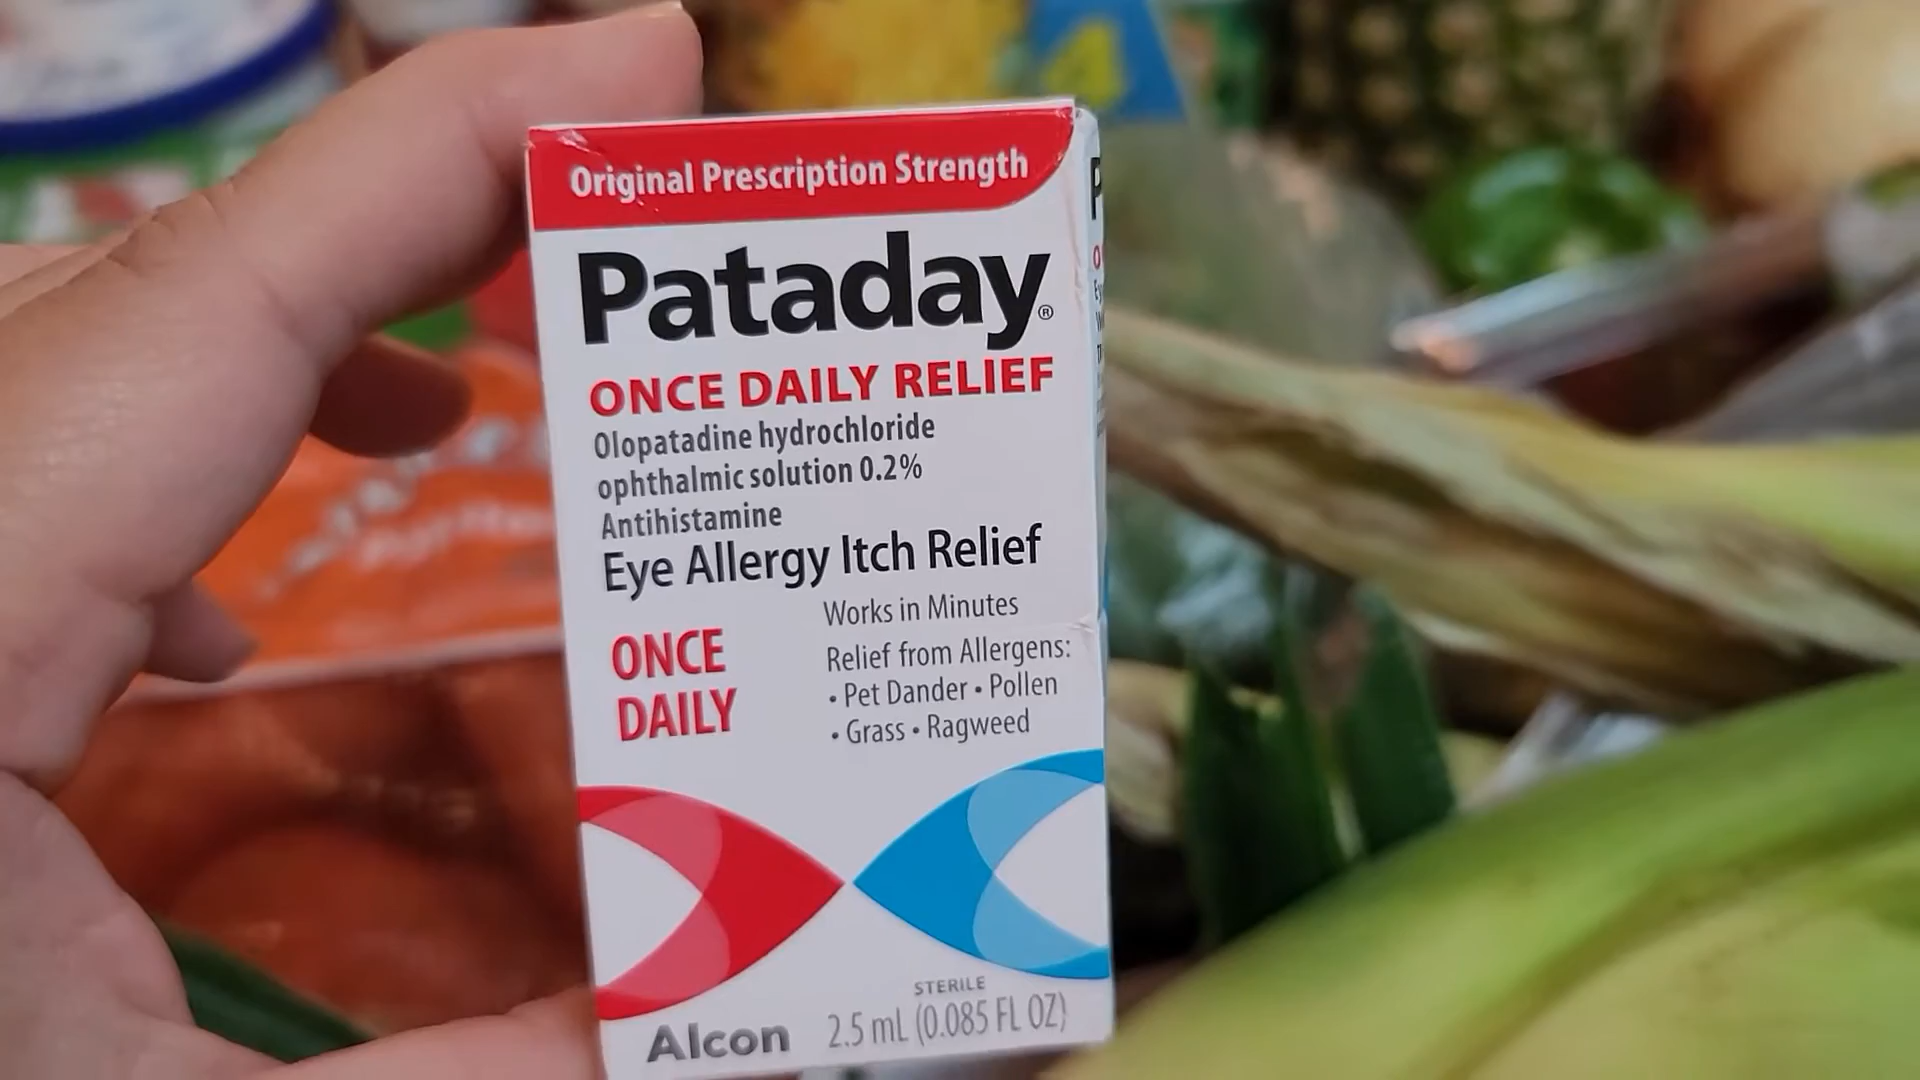 Original Prescription Strength
Pataday®
ONCE DAILY RELIEF
Olopatadine hydrochloride
ophthalmic solution 0.2%
Antihistamine
Eye Allergy Itch Relief
ONCE
DAILY
Works in Minutes
Relief from Allergens:
• Pet Dander • Pollen
• Grass • Ragweed
STERILE
Alcon 2.5 mL (0.085 FL OZ)
4